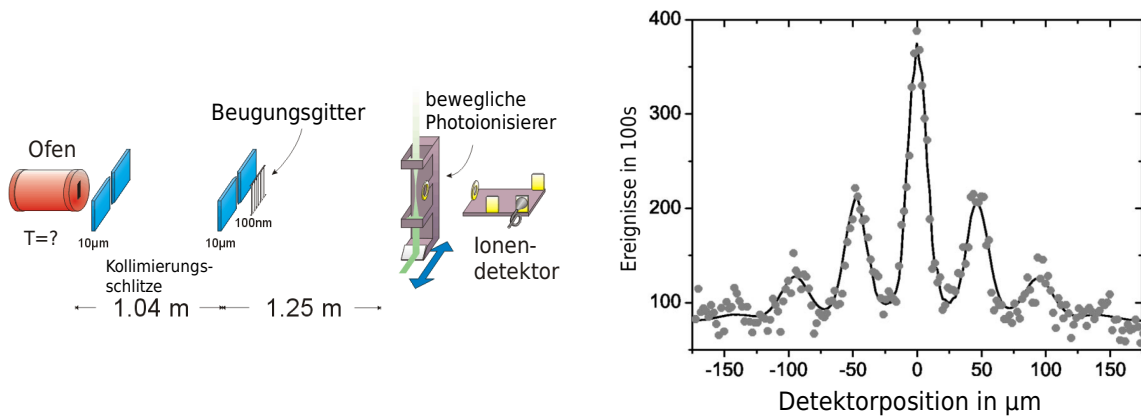 Ofen
T=?
10µm
Kollimierungs-
schlitze
Beugungsgitter
100nm
10µm
1.04 m
1.25 m
bewegliche
Photoionisierer
Ionen-
detektor
Ereignisse in 100s
400
300
200
100
-150
-100
-50
0
50
100
150
Detektorposition in µm